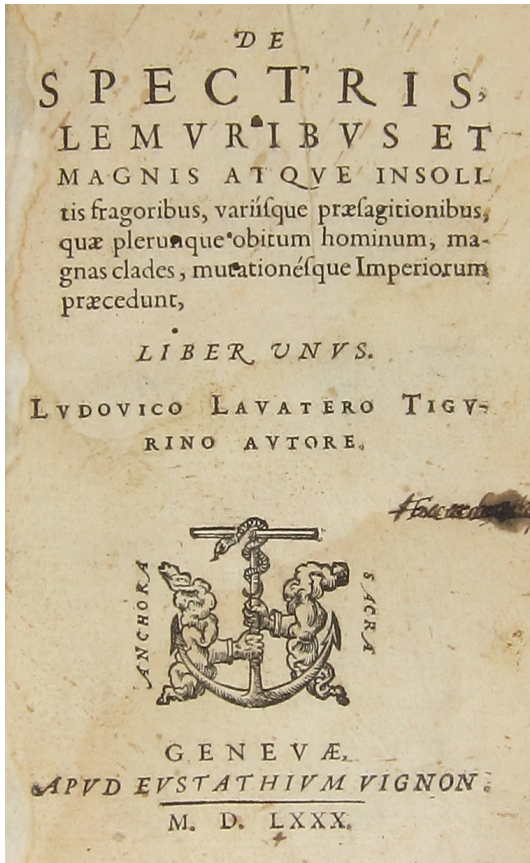 DE
SPECTRIS,
LEMVRIBVS ET
MAGNIS ATQVE INSOLI-
tis fragoribus, variíſque præſagitionibus,
quæ plerunque obitum hominum, ma-
gnas clades, mutationéſque Imperiorum
præcedunt,
LIBER VNVS.
LVDOVICO LAVATERO TIGV-
RINO AVTORE.
ANCHORA
SACRA
GENEVÆ,
APVD EVSTATHIVM VIGNON.
M. D. LXXX.